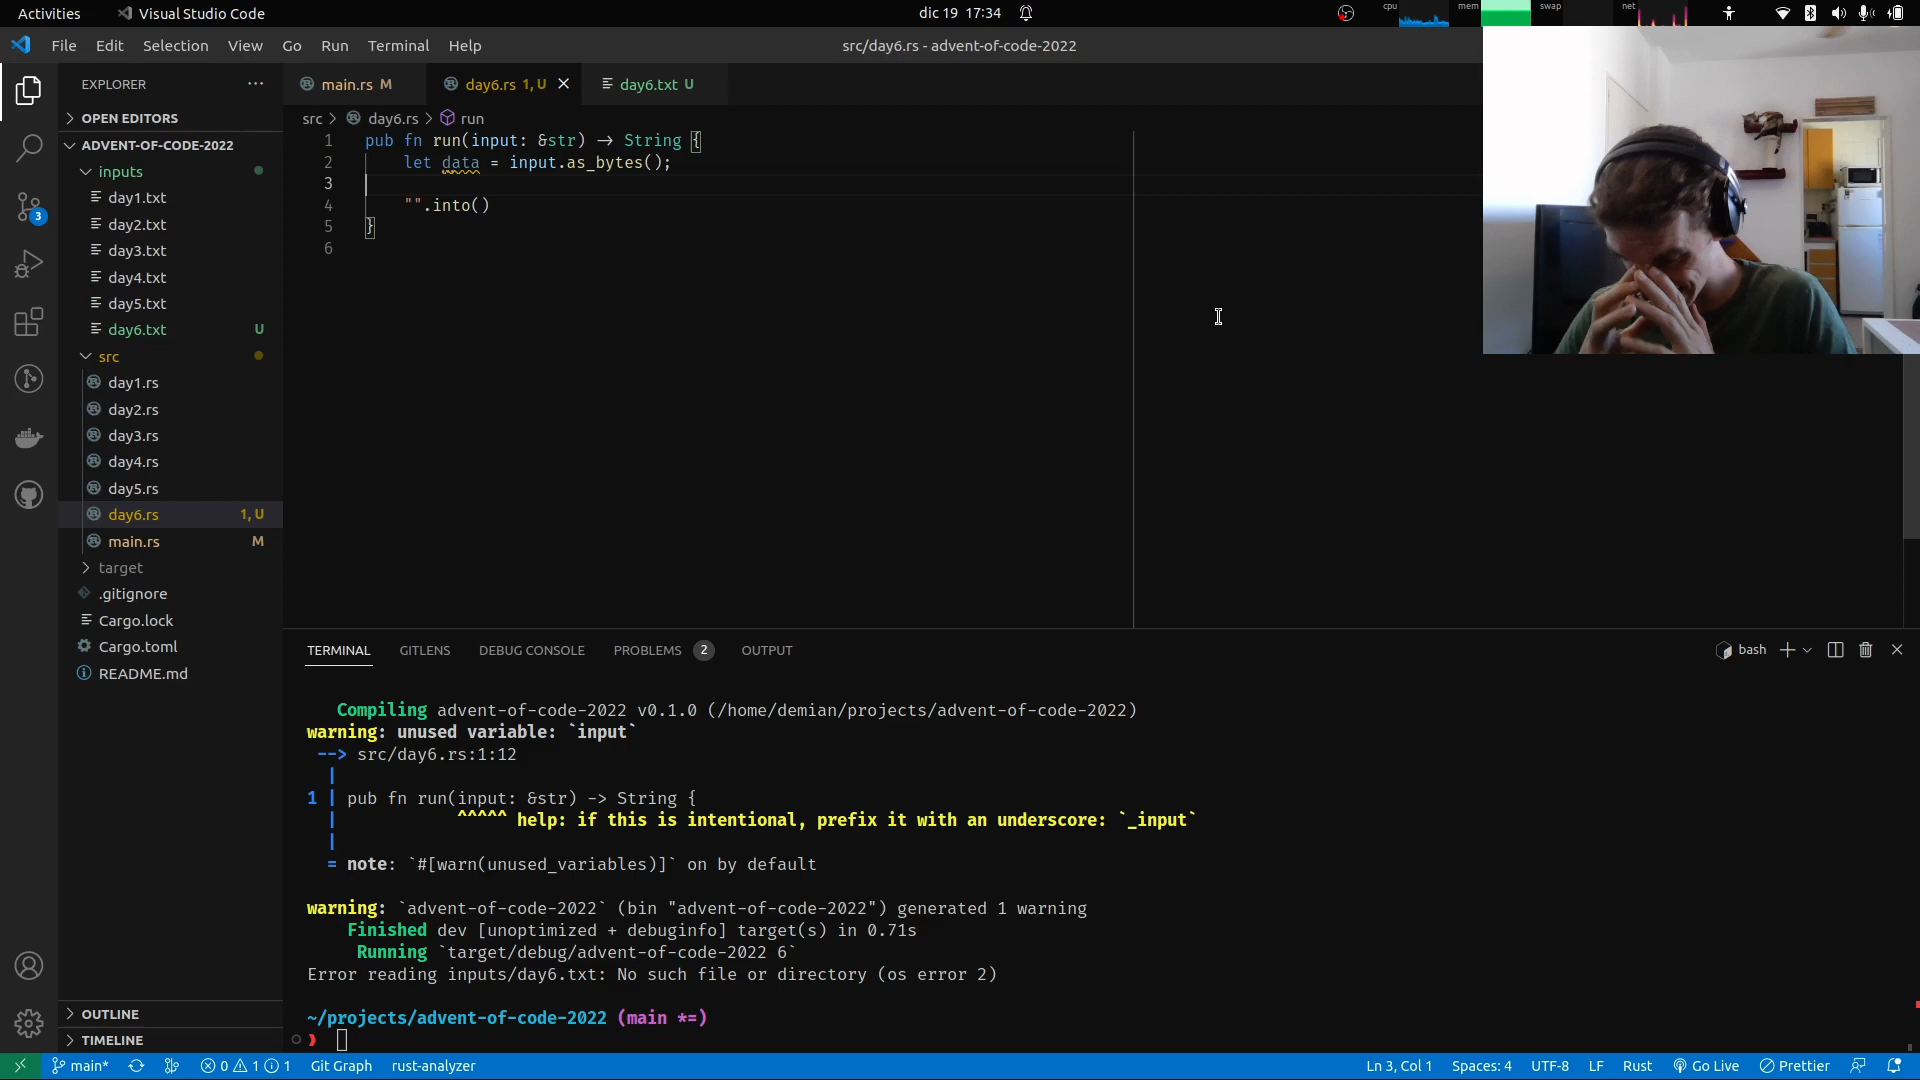 Activities
Visual Studio Code
dic 19 17:34
cpu
mem
swap
net
File Edit Selection View Go Run Terminal Help
src/day6.rs - advent-of-code-2022
EXPLORER
main.rs M
day6.rs 1, U
day6.txt U
OPEN EDITORS
src > day6.rs > run
ADVENT-OF-CODE-2022
inputs
day1.txt
day2.txt
day3.txt
day4.txt
day5.txt
day6.txt U
src
day1.rs
day2.rs
day3.rs
day4.rs
day5.rs
day6.rs 1, U
main.rs M
target
.gitignore
Cargo.lock
Cargo.toml
README.md
OUTLINE
TIMELINE
3
1 pub fn run(input: &str) → String {
2 let data = input.as_bytes();
3
4 "".into()
5 }
6
TERMINAL GITLENS DEBUG CONSOLE PROBLEMS 2 OUTPUT
bash
Compiling advent-of-code-2022 v0.1.0 (/home/demian/projects/advent-of-code-2022)
warning: unused variable: `input`
--> src/day6.rs:1:12
|
1 | pub fn run(input: &str) -> String {
| ^^^^^ help: if this is intentional, prefix it with an underscore: `_input`
|
= note: `#[warn(unused_variables)]` on by default
warning: `advent-of-code-2022` (bin "advent-of-code-2022") generated 1 warning
Finished dev [unoptimized + debuginfo] target(s) in 0.71s
Running `target/debug/advent-of-code-2022 6`
Error reading inputs/day6.txt: No such file or directory (os error 2)
~/projects/advent-of-code-2022 (main *=)
main*
0 1 1
Git Graph
rust-analyzer
Ln 3, Col 1
Spaces: 4
UTF-8
LF
Rust
Go Live
Prettier